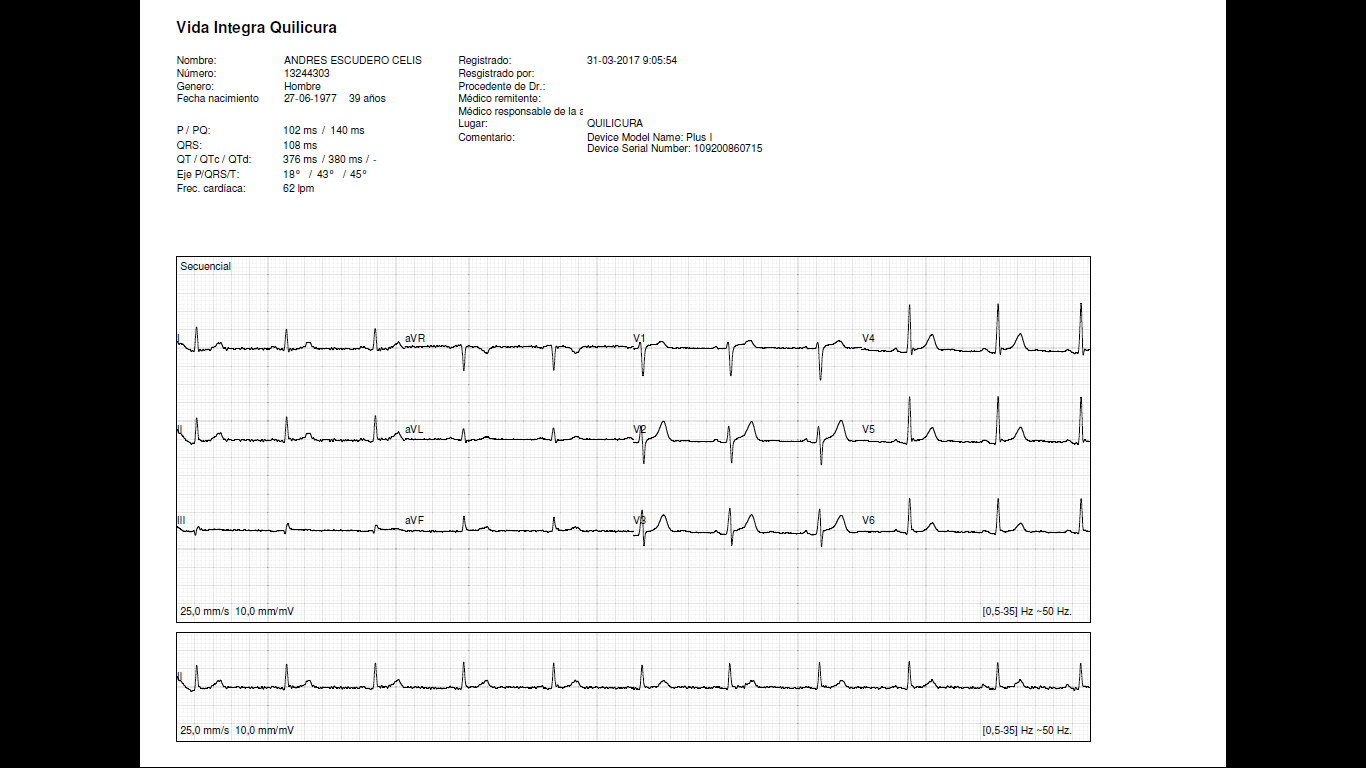 Vida Integra Quilicura
Nombre: ANDRES ESCUDERO CELIS
Número: 13244303
Genero: Hombre
Fecha nacimiento 27-06-1977 39 años
P / PQ: 102 ms / 140 ms
QRS: 108 ms
QT / QTc / QTd: 376 ms / 380 ms / -
Eje P/QRS/T: 18° / 43° / 45°
Frec. cardíaca: 62 lpm
Registrado: 31-03-2017 9:05:54
Resgistrado por:
Procedente de Dr.:
Médico remitente:
Médico responsable de la a
Lugar: QUILICURA
Comentario: Device Model Name: Plus I
Device Serial Number: 109200860715
Secuencial
I aVR V1 V4
II aVL V2 V5
III aVF V3 V6
25,0 mm/s 10,0 mm/mV [0,5-35] Hz ~50 Hz.
II
25,0 mm/s 10,0 mm/mV [0,5-35] Hz ~50 Hz.